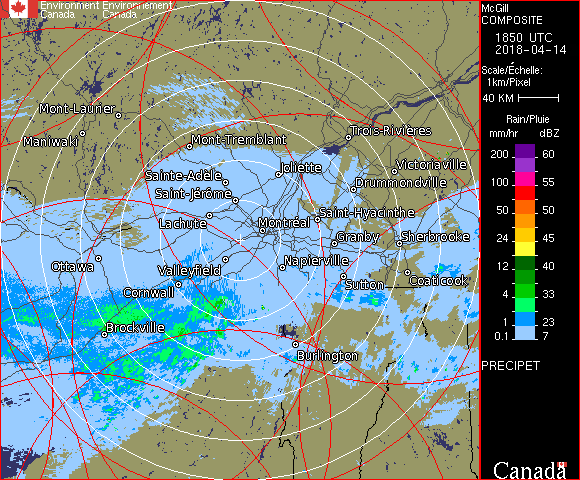 Environment Environnement
Canada Canada
McGill
COMPOSITE
1850 UTC
2018-04-14
Scale/Échelle:
1km/Pixel
40 KM
Rain/Pluie
mm/hr dBZ
200 60
100 55
50 50
24 45
12 40
4 33
1 23
0.1 7
PRECIPET
Canada
Mont-Laurier
Maniwaki
Mont-Tremblant
Trois-Rivières
Joliette
Victoriaville
Sainte-Adèle
Drummondville
Saint-Jérôme
Saint-Hyacinthe
Lachute
Montréal
Granby
Sherbrooke
Ottawa
Valleyfield
Napierville
Coaticook
Cornwall
Sutton
Brockville
Burlington